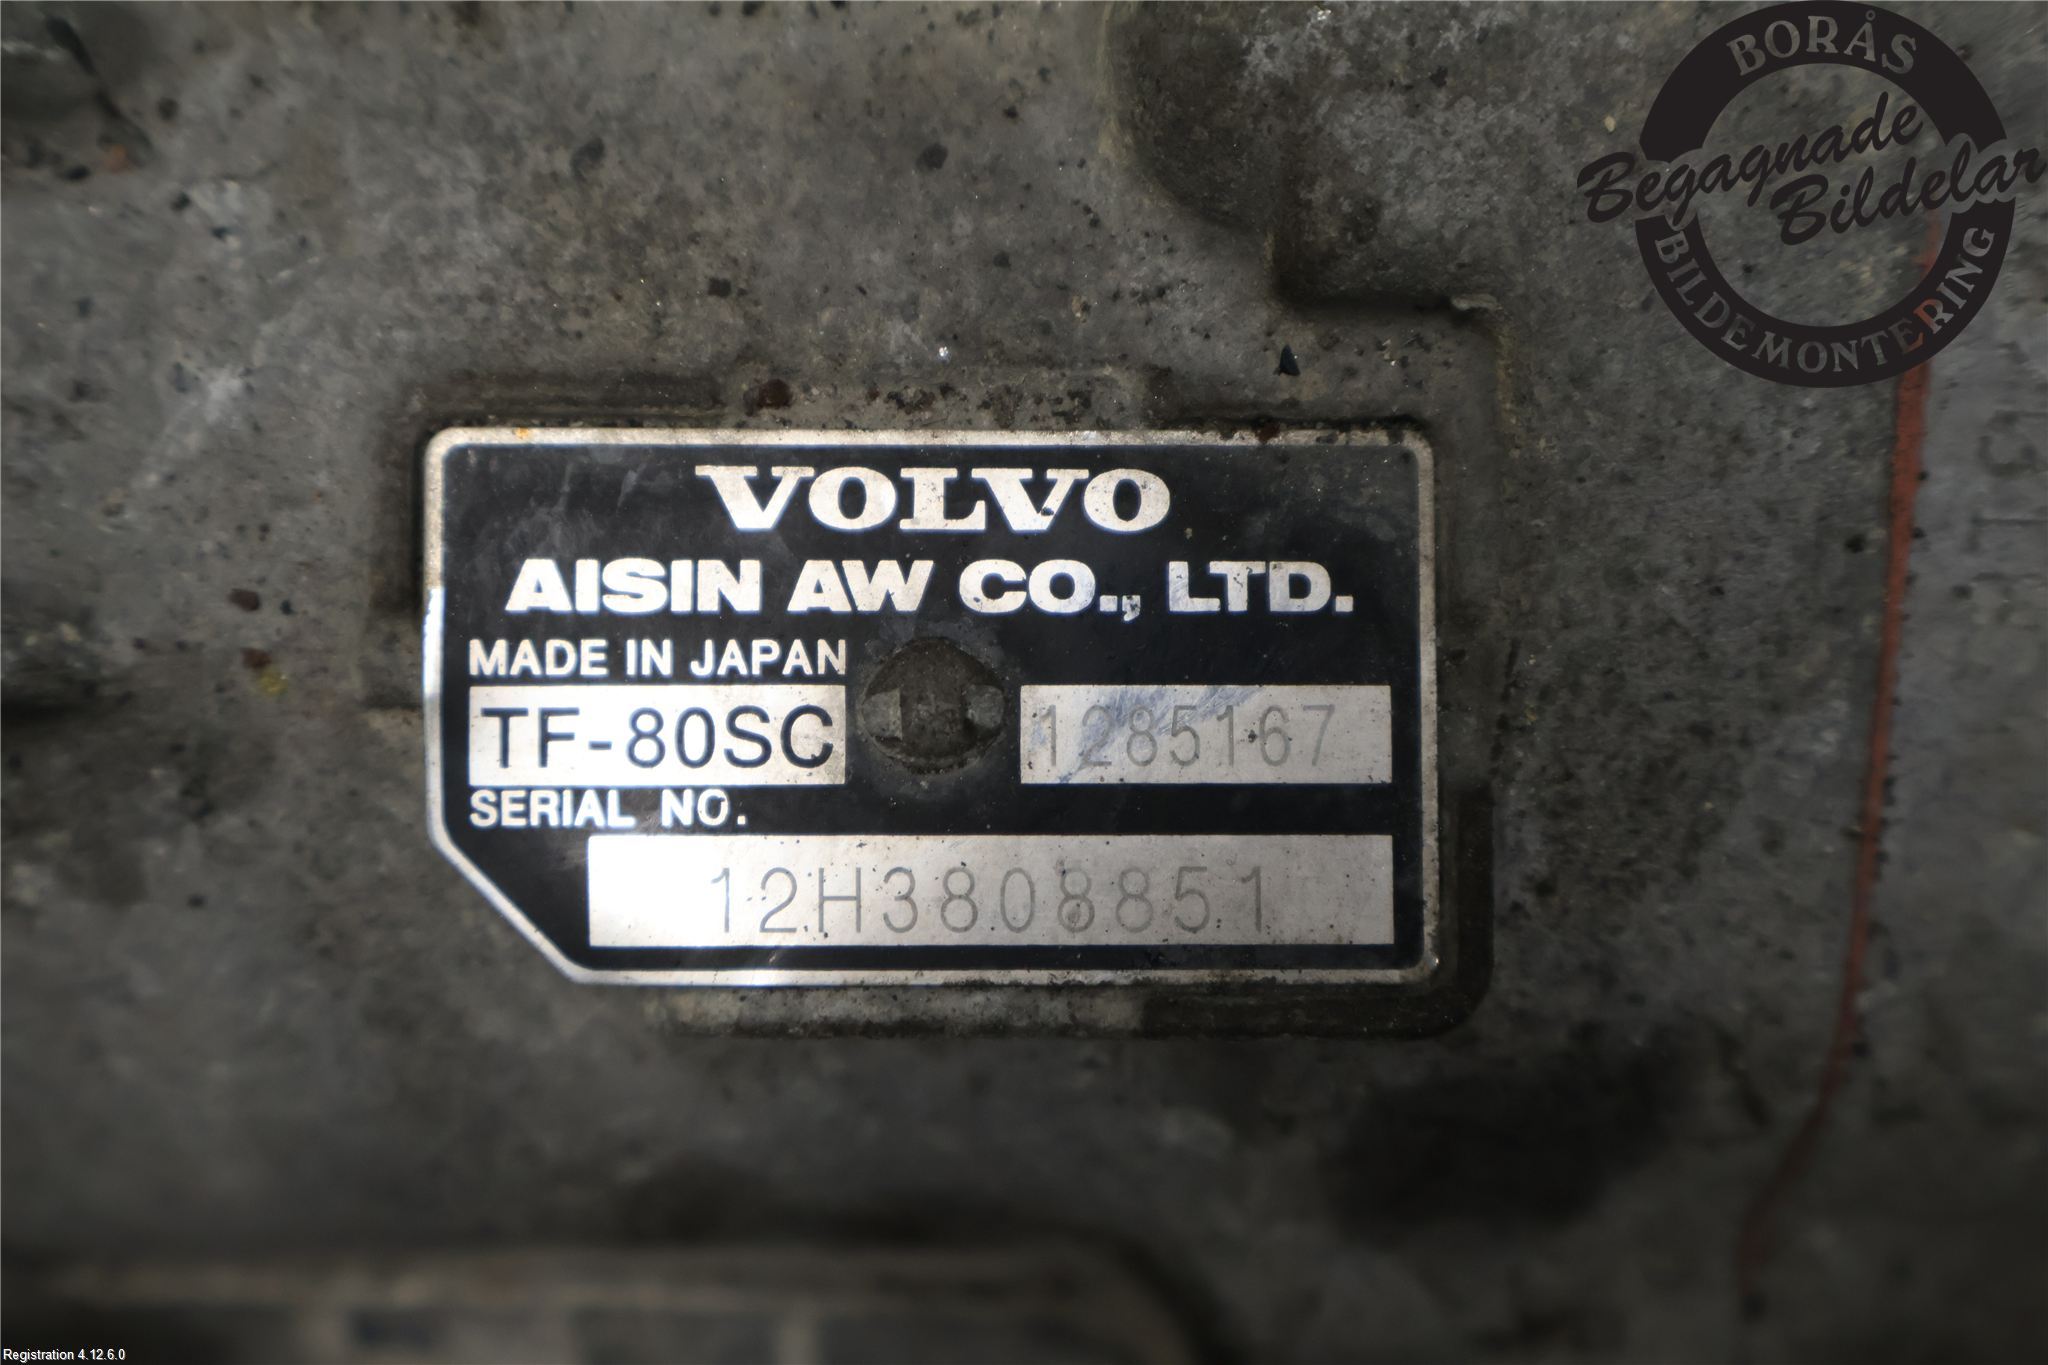 BORÅS
Begagnade
Bildelar
BILDEMONTERING
VOLVO
AISIN AW CO., LTD.
MADE IN JAPAN
TF-80SC
1285167
SERIAL NO.
12H3808851
Registration 4.12.6.0